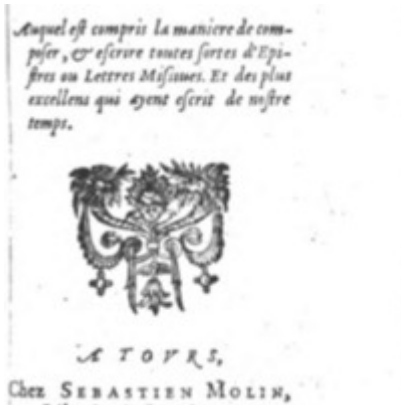 Auquel eſt compris la maniere de com-
poſer, & eſcrire toutes ſortes d'Epi-
ſtres ou Lettres Miſsiues. Et des plus
excellens qui ayent eſcrit de noſtre
temps.
A TOVRS,
Chez SEBASTIEN MOLIN,